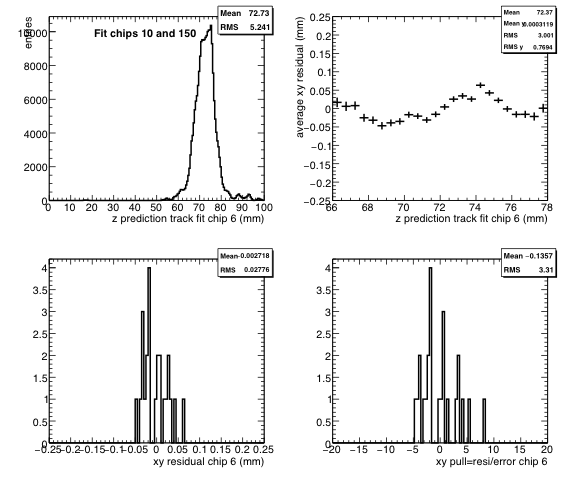 entries
Fit chips 10 and 150
Mean 72.73
RMS 5.241
10000
8000
6000
4000
2000
0
0 10 20 30 40 50 60 70 80 90 100
z prediction track fit chip 6 (mm)
average xy residual (mm)
Mean 72.37
Mean y 0.0003119
RMS 3.001
RMS y 0.7694
0.25
0.2
0.15
0.1
0.05
0
−0.05
−0.1
−0.15
−0.2
−0.25
66 68 70 72 74 76 78
z prediction track fit chip 6 (mm)
Mean -0.002718
RMS 0.02776
4
3.5
3
2.5
2
1.5
1
0.5
0
−0.25 −0.2 −0.15 −0.1 −0.05 0 0.05 0.1 0.15 0.2 0.25
xy residual chip 6 (mm)
Mean −0.1357
RMS 3.31
4
3.5
3
2.5
2
1.5
1
0.5
0
−20 −15 −10 −5 0 5 10 15 20
xy pull=resi/error chip 6